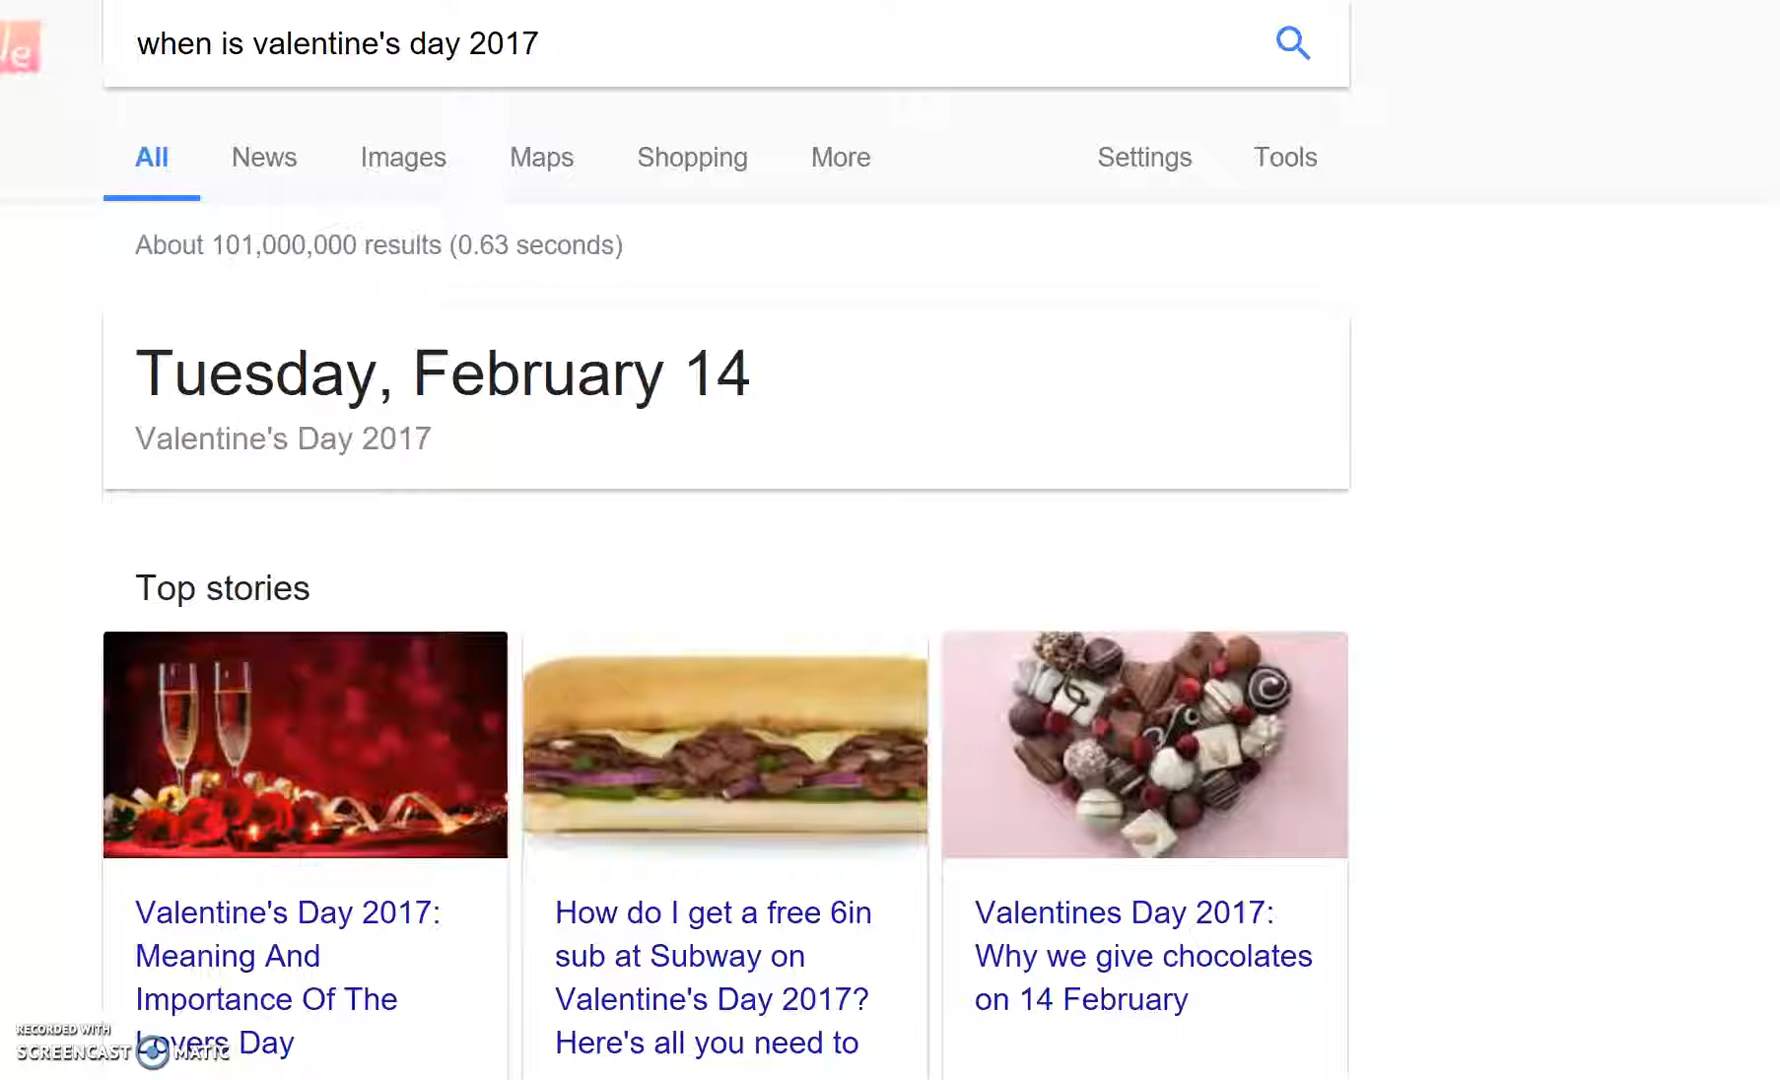 le
when is valentine's day 2017
All News Images Maps Shopping More Settings Tools
About 101,000,000 results (0.63 seconds)
Tuesday, February 14
Valentine's Day 2017
Top stories
Valentine's Day 2017:
Meaning And
Importance Of The
Lovers Day
How do I get a free 6in
sub at Subway on
Valentine's Day 2017?
Here's all you need to
Valentines Day 2017:
Why we give chocolates
on 14 February
RECORDED WITH
SCREENCAST MATIC